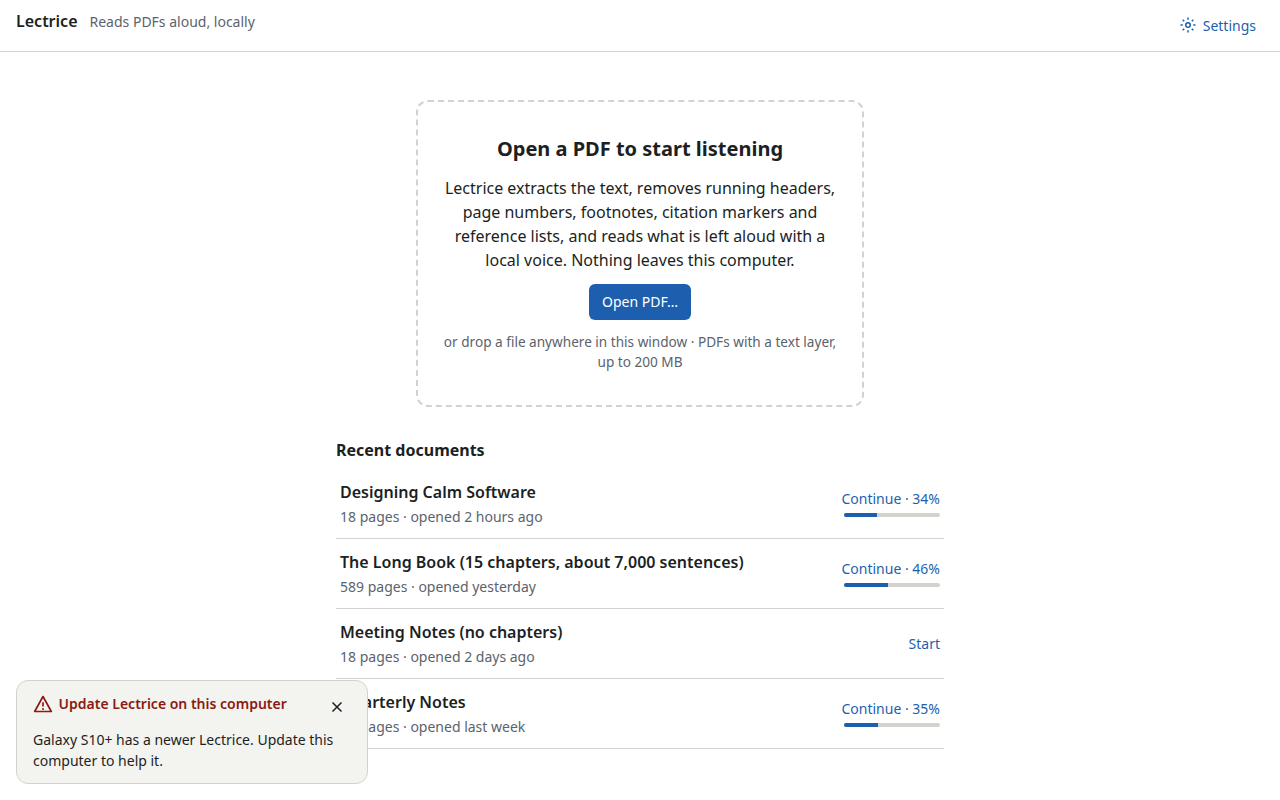 Lectrice Reads PDFs aloud, locally
Settings
Open a PDF to start listening
Lectrice extracts the text, removes running headers,
page numbers, footnotes, citation markers and
reference lists, and reads what is left aloud with a
local voice. Nothing leaves this computer.
Open PDF…
or drop a file anywhere in this window · PDFs with a text layer,
up to 200 MB
Recent documents
Designing Calm Software
18 pages · opened 2 hours ago
Continue · 34%
The Long Book (15 chapters, about 7,000 sentences)
589 pages · opened yesterday
Continue · 46%
Meeting Notes (no chapters)
18 pages · opened 2 days ago
Start
Notes
opened last week
Continue · 35%
Update Lectrice on this computer
Galaxy S10+ has a newer Lectrice. Update this
computer to help it.